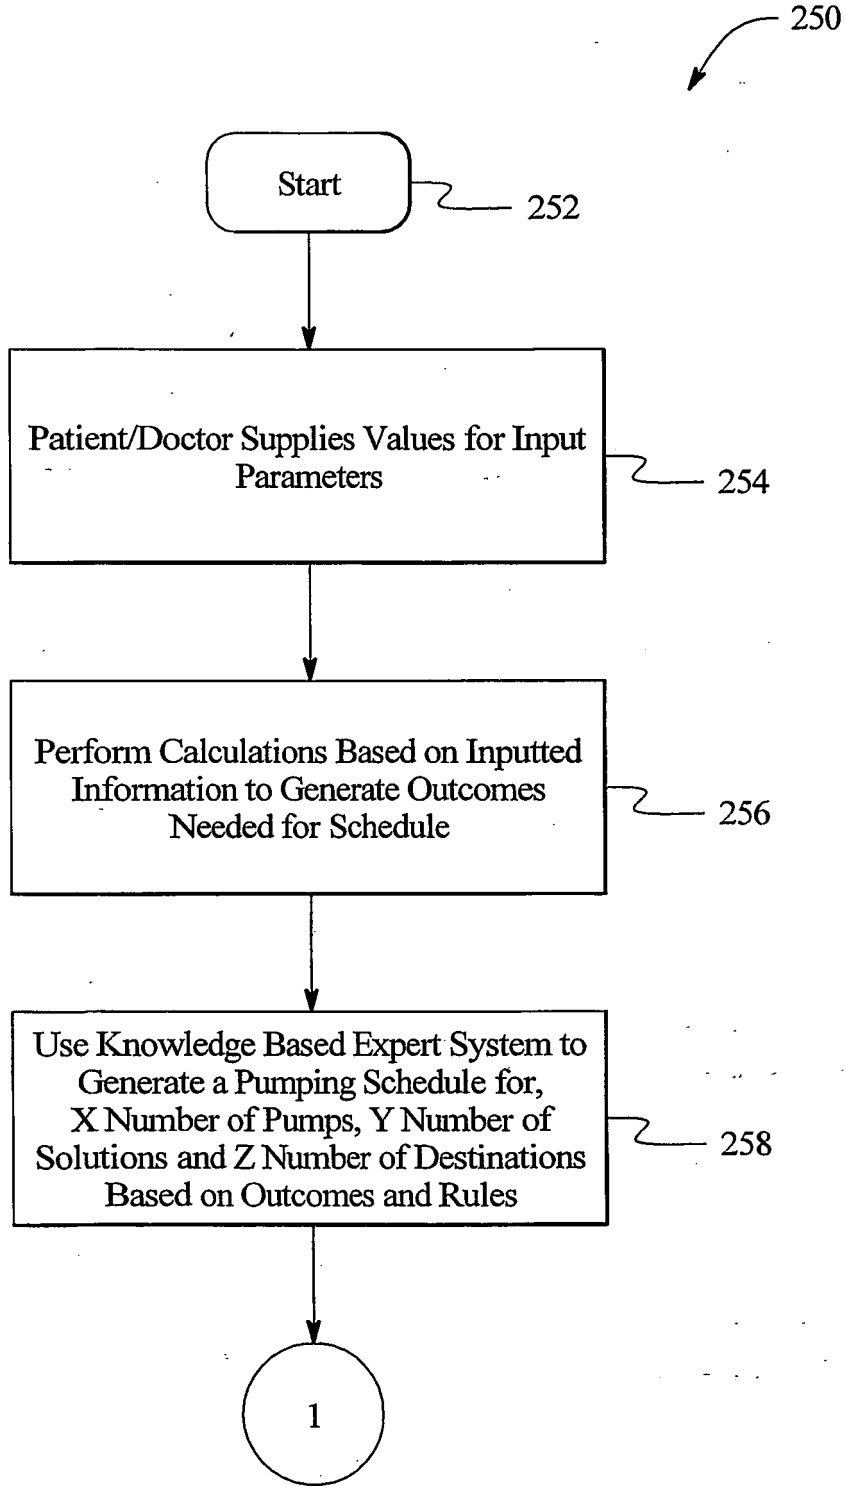 250
Start
252
Patient/Doctor Supplies Values for Input
Parameters
254
Perform Calculations Based on Inputted
Information to Generate Outcomes
Needed for Schedule
256
Use Knowledge Based Expert System to
Generate a Pumping Schedule for,
X Number of Pumps, Y Number of
Solutions and Z Number of Destinations
Based on Outcomes and Rules
258
1